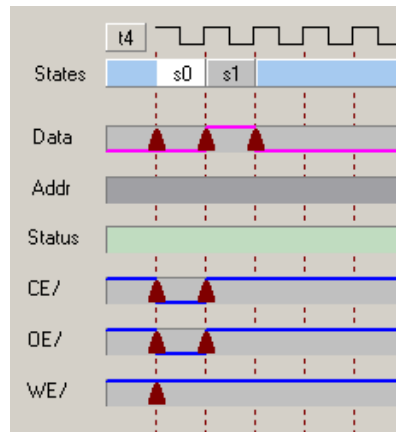 t4
States s0 s1
Data
Addr
Status
CE/
OE/
WE/